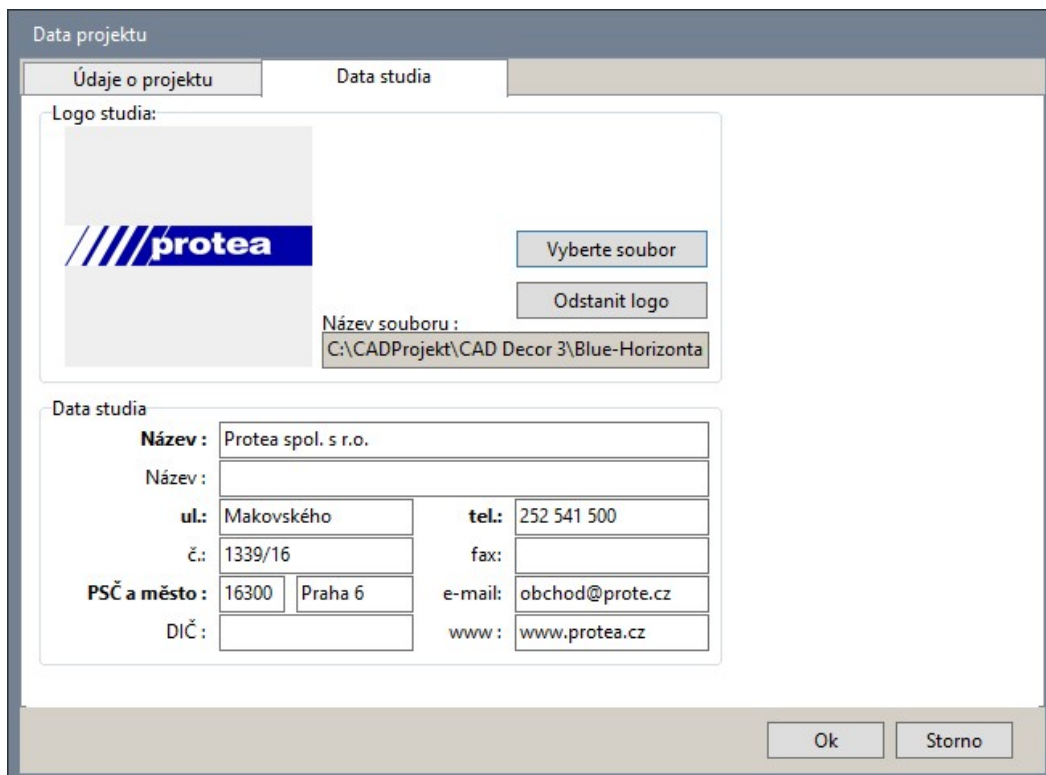 Data projektu
Údaje o projektu
Data studia
Logo studia:
protea
Vyberte soubor
Odstanit logo
Název souboru :
C:\CADProjekt\CAD Decor 3\Blue-Horizonta
Data studia
Název : Protea spol. s r.o.
Název :
ul.: Makovského tel.: 252 541 500
č.: 1339/16 fax:
PSČ a město : 16300 Praha 6 e-mail: obchod@prote.cz
DIČ : www : www.protea.cz
Ok Storno